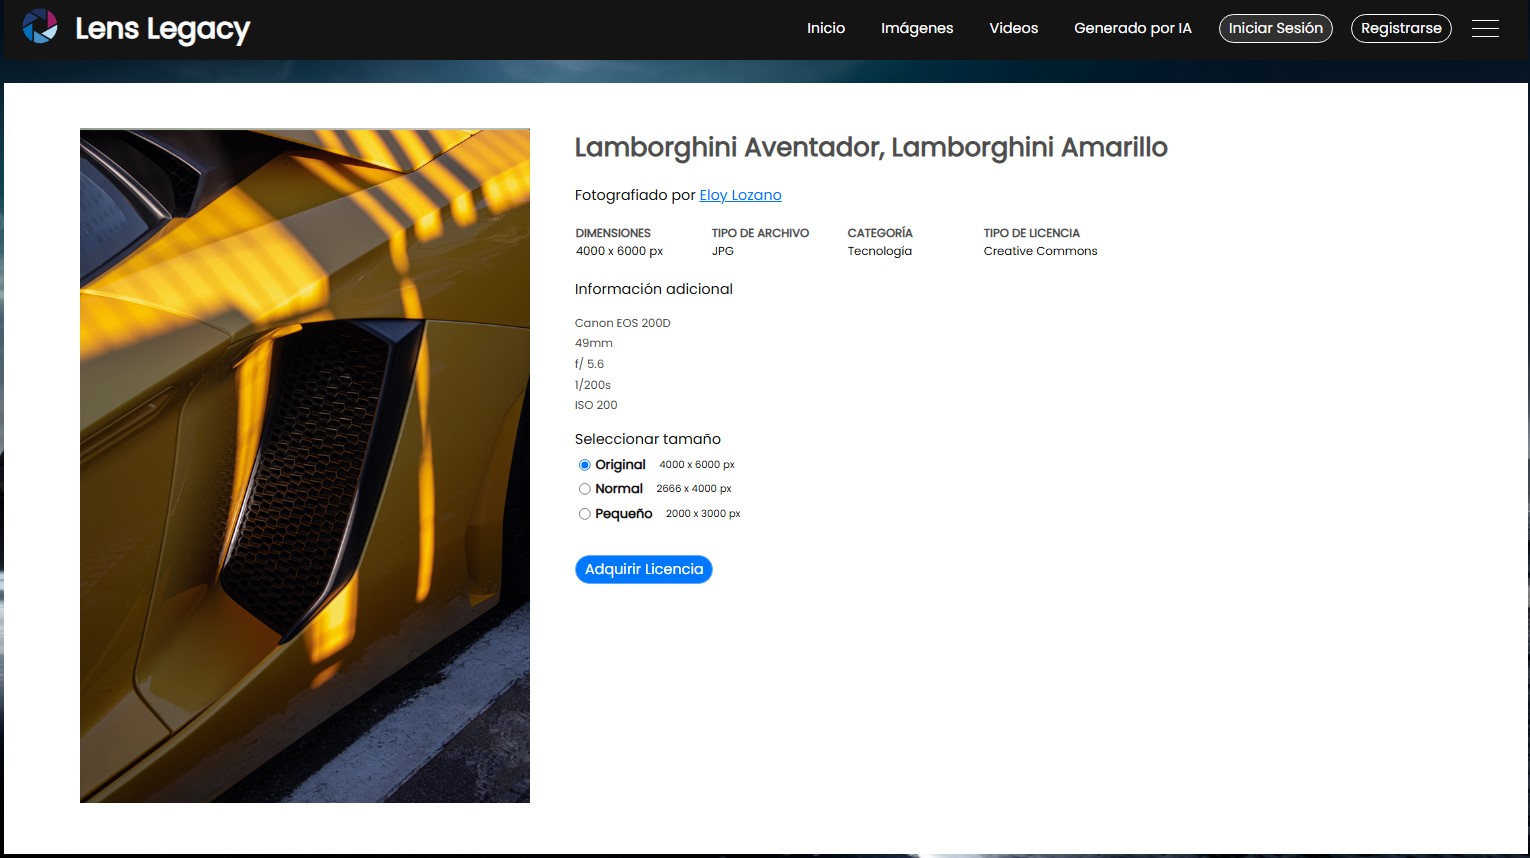 Lens Legacy
Inicio Imágenes Videos Generado por IA Iniciar Sesión Registrarse
Lamborghini Aventador, Lamborghini Amarillo
Fotografiado por Eloy Lozano
DIMENSIONES TIPO DE ARCHIVO CATEGORÍA TIPO DE LICENCIA
4000 x 6000 px JPG Tecnología Creative Commons
Información adicional
Canon EOS 200D
49mm
f/ 5.6
1/200s
ISO 200
Seleccionar tamaño
Original 4000 x 6000 px
Normal 2666 x 4000 px
Pequeño 2000 x 3000 px
Adquirir Licencia